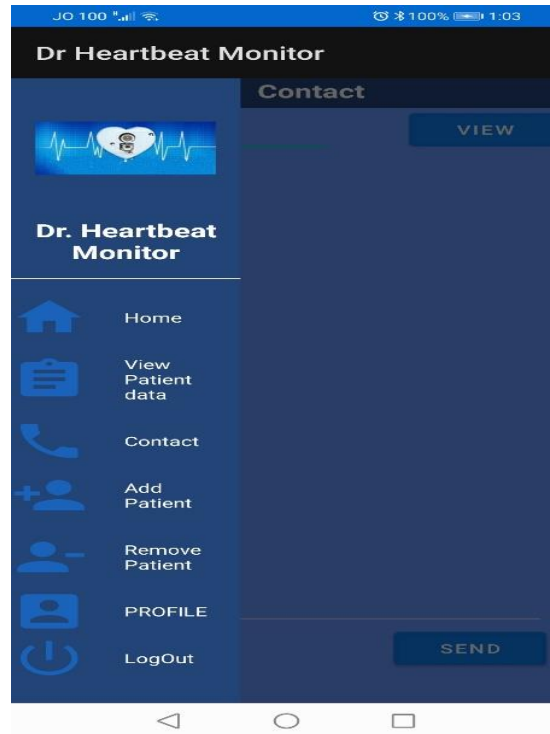 JO 100 100% 1:03
Dr Heartbeat Monitor
Contact
VIEW
Dr. Heartbeat
Monitor
Home
View
Patient
data
Contact
Add
Patient
Remove
Patient
PROFILE
LogOut
SEND